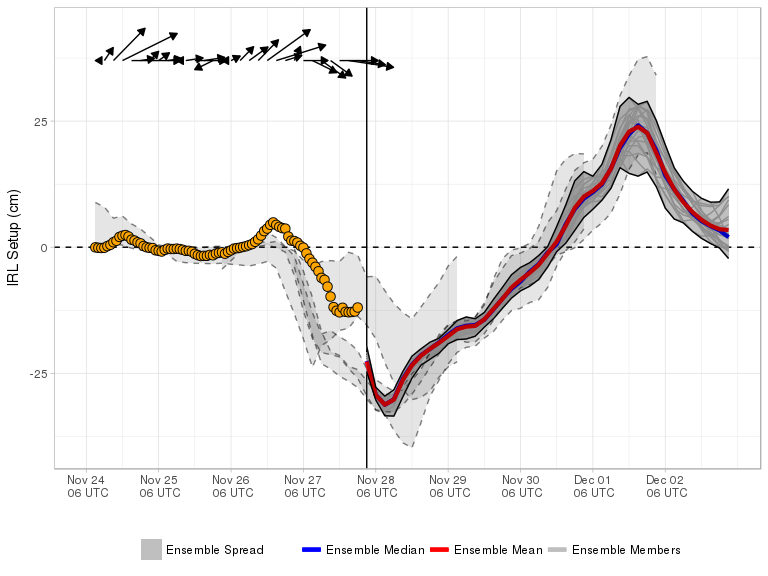 IRL Setup (cm)
25
0
-25
Nov 24 Nov 25 Nov 26 Nov 27 Nov 28 Nov 29 Nov 30 Dec 01 Dec 02
06 UTC 06 UTC 06 UTC 06 UTC 06 UTC 06 UTC 06 UTC 06 UTC 06 UTC
Ensemble Spread Ensemble Median Ensemble Mean Ensemble Members